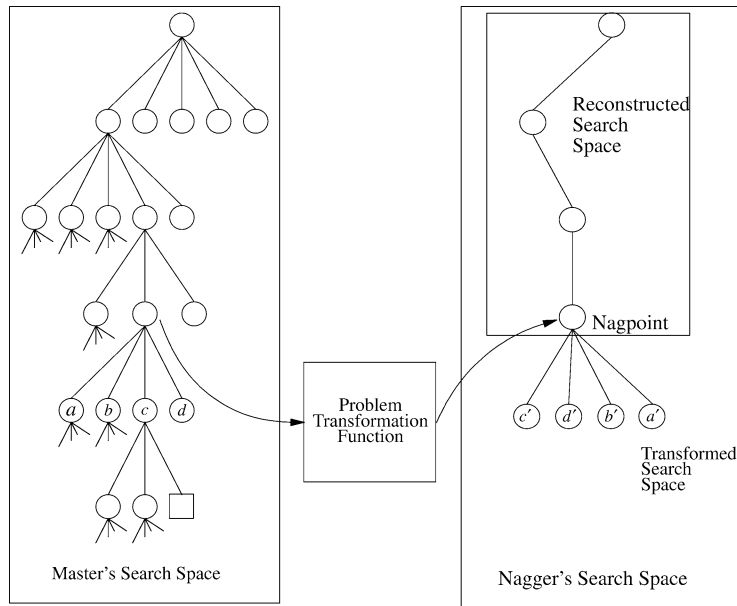 Reconstructed
Search
Space
Nagpoint
a b c d
Problem
Transformation
Function
c′ d′ b′ a′
Transformed
Search
Space
Master's Search Space
Nagger's Search Space